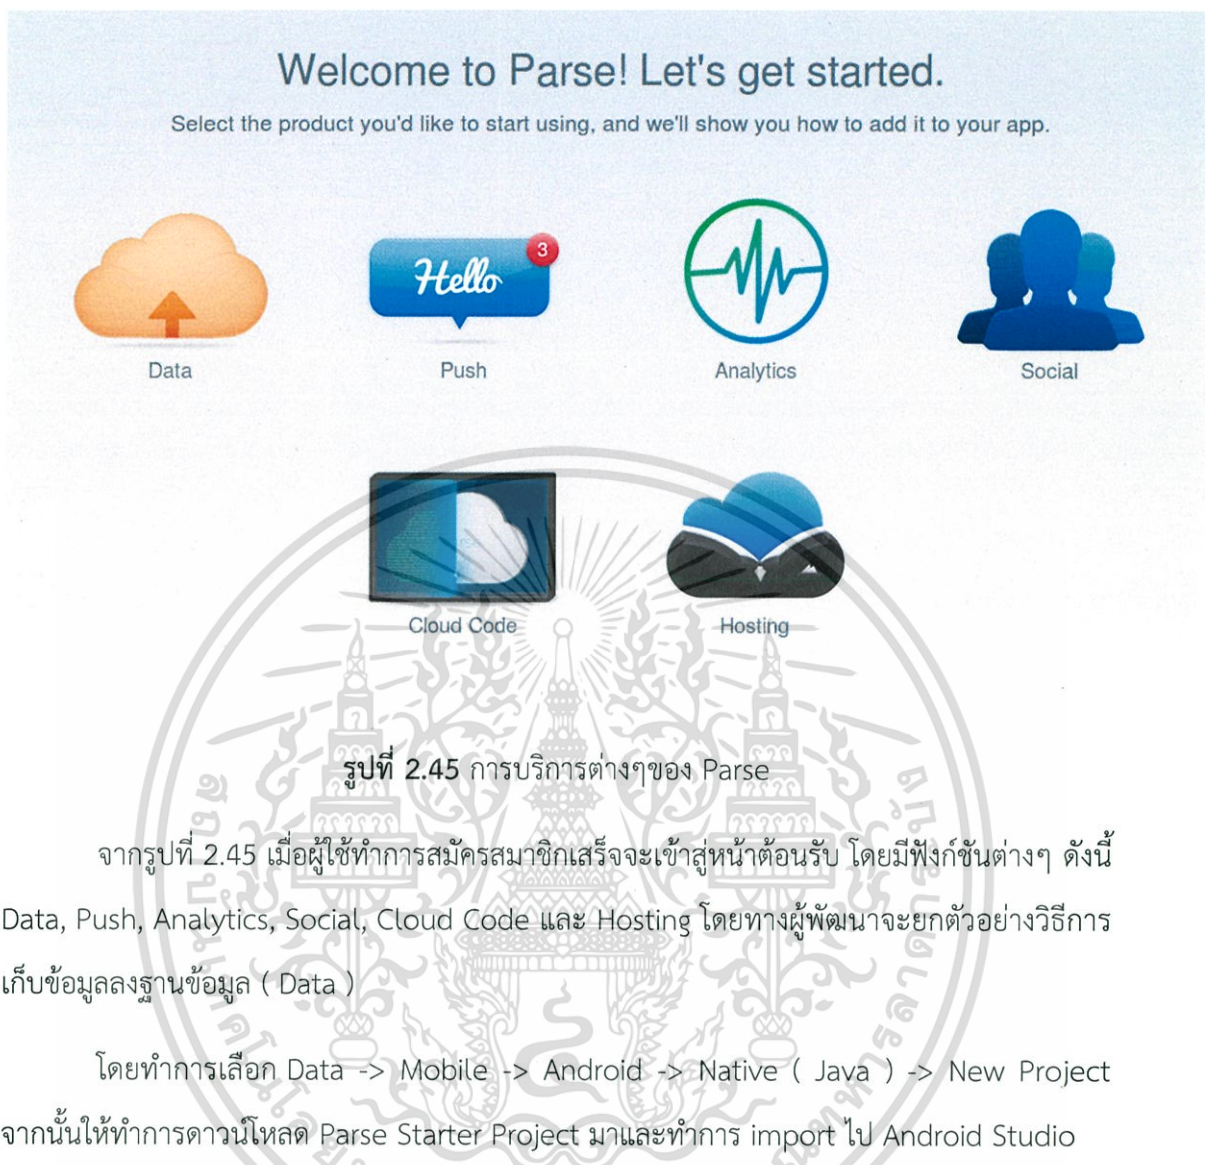 Welcome to Parse! Let's get started.
Select the product you'd like to start using, and we'll show you how to add it to your app.
Hello
3
Data
Push
Analytics
Social
Cloud Code
Hosting
รูปที่ 2.45 การบริการต่างๆของ Parse
จากรูปที่ 2.45 เมื่อผู้ใช้ทำการสมัครสมาชิกเสร็จจะเข้าสู่หน้าต้อนรับ โดยมีฟังก์ชันต่างๆ ดังนี้
Data, Push, Analytics, Social, Cloud Code และ Hosting โดยทางผู้พัฒนาจะยกตัวอย่างวิธีการ
เก็บข้อมูลลงฐานข้อมูล ( Data )
โดยทำการเลือก Data -> Mobile -> Android -> Native ( Java ) -> New Project
จากนั้นให้ทำการดาวน์โหลด Parse Starter Project มาและทำการ import ไป Android Studio